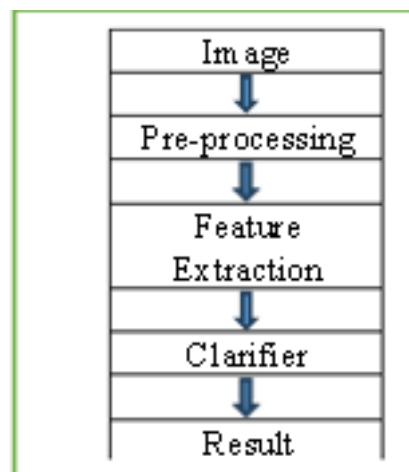 Image
Pre-processing
Feature
Extraction
Clarifier
Result